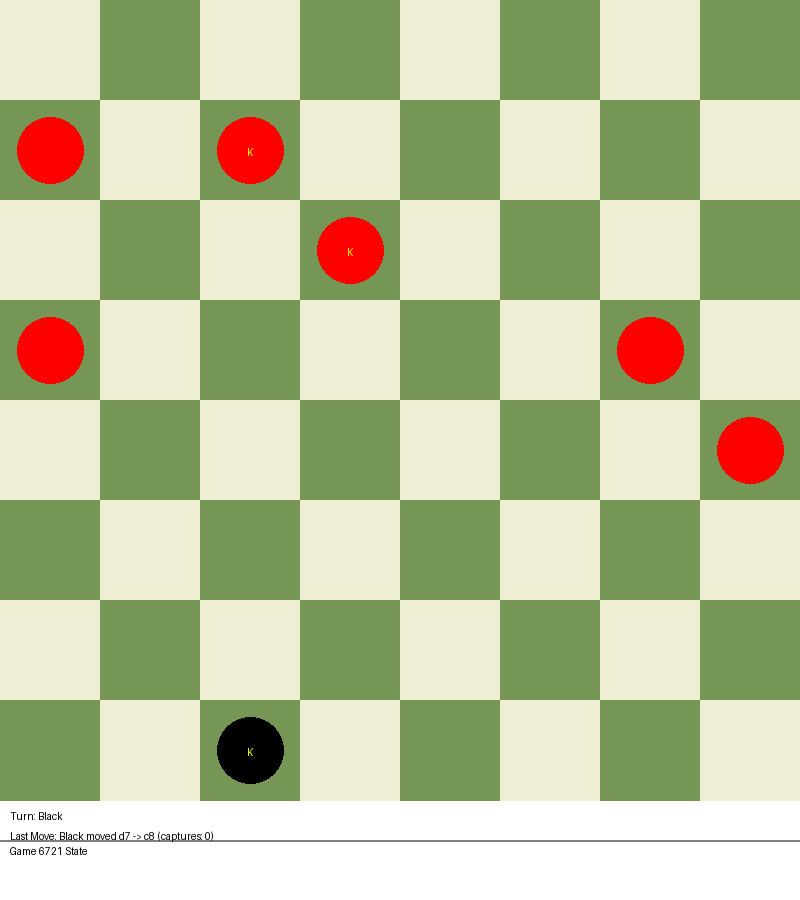 K
K
K
Turn: Black
Last Move: Black moved d7 -> c8 (captures: 0)
Game 6721 State